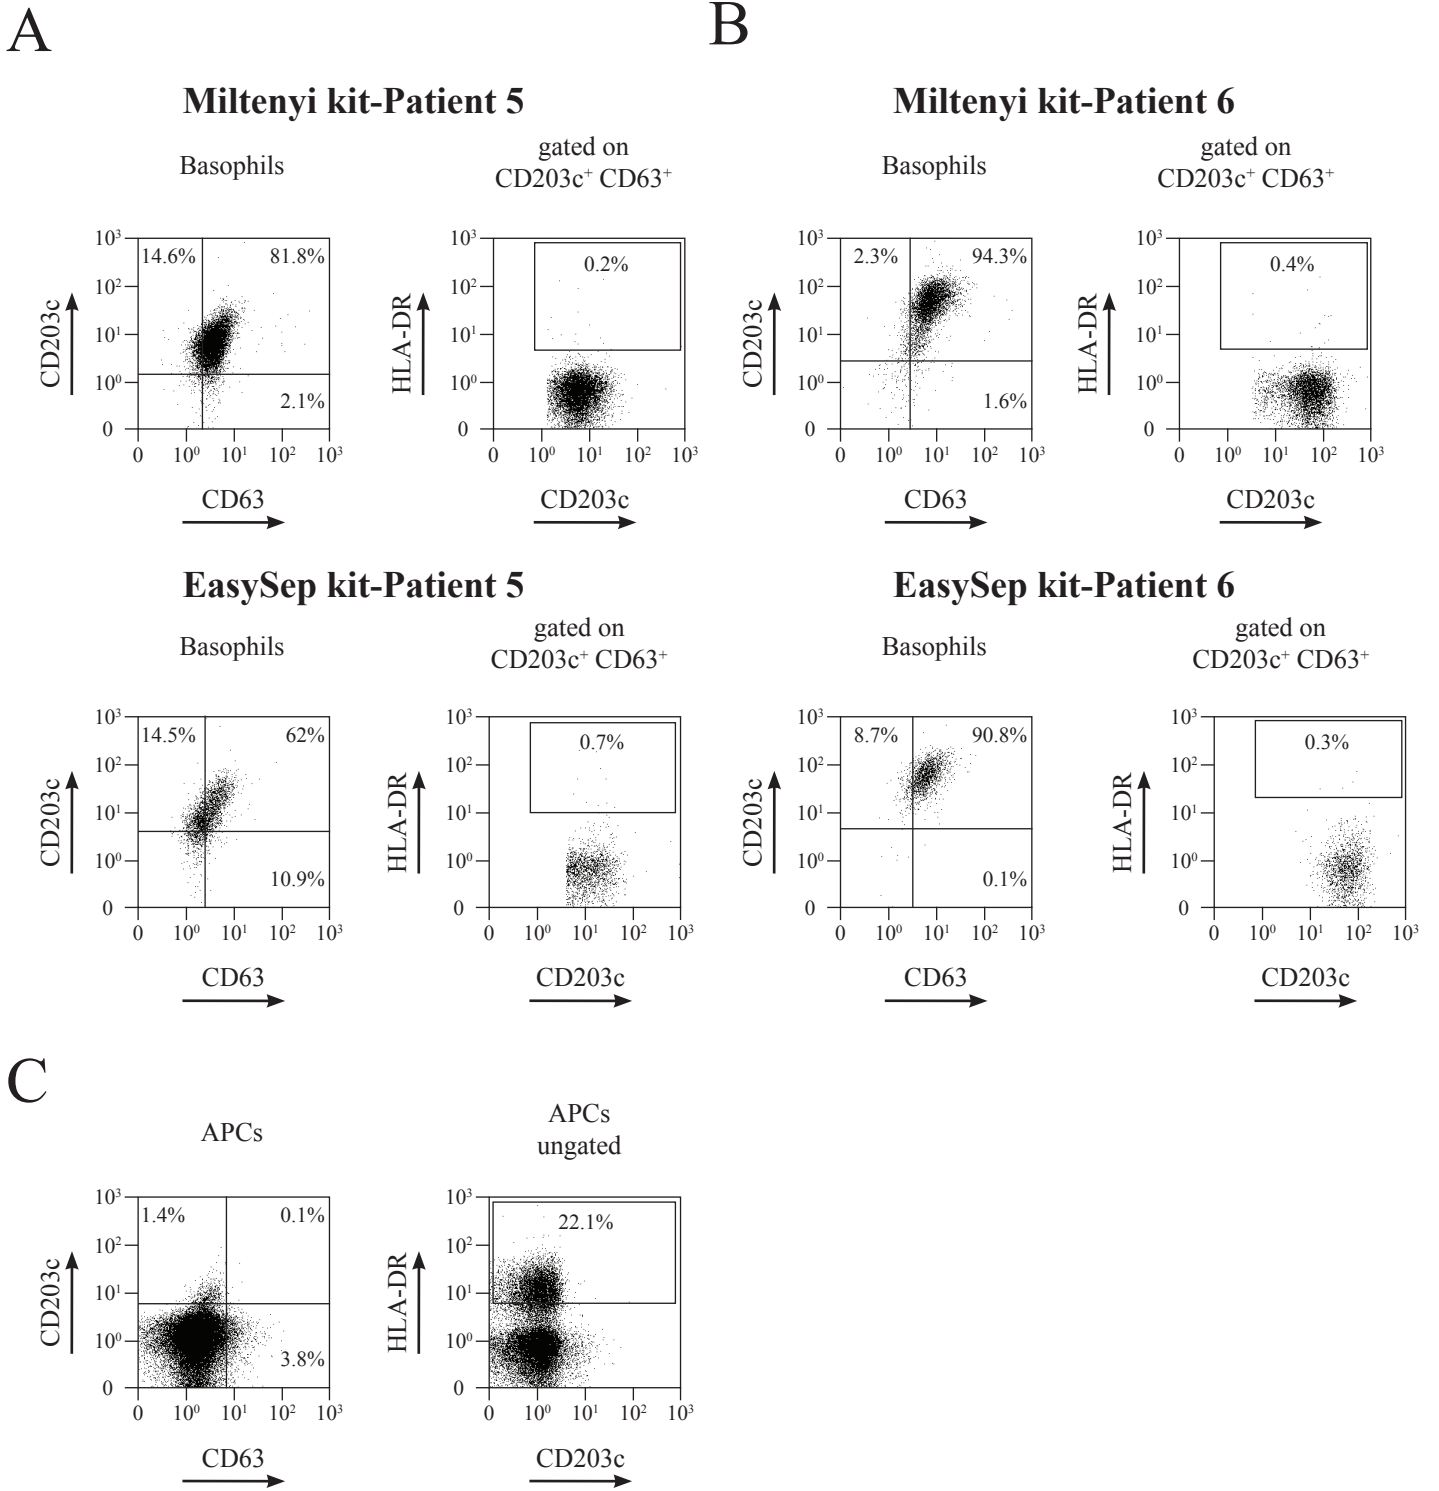 A
B
Miltenyi kit-Patient 5
Miltenyi kit-Patient 6
Basophils
gated on
CD203c⁺ CD63⁺
Basophils
gated on
CD203c⁺ CD63⁺
10³
10²
10¹
10⁰
0
CD203c
14.6%
81.8%
2.1%
0 10⁰ 10¹ 10² 10³
CD63
10³
10²
10¹
10⁰
0
HLA-DR
0.2%
0 10⁰ 10¹ 10² 10³
CD203c
10³
10²
10¹
10⁰
0
CD203c
2.3%
94.3%
1.6%
0 10⁰ 10¹ 10² 10³
CD63
10³
10²
10¹
10⁰
0
HLA-DR
0.4%
0 10⁰ 10¹ 10² 10³
CD203c
EasySep kit-Patient 5
EasySep kit-Patient 6
Basophils
gated on
CD203c⁺ CD63⁺
Basophils
gated on
CD203c⁺ CD63⁺
10³
10²
10¹
10⁰
0
CD203c
14.5%
62%
10.9%
0 10⁰ 10¹ 10² 10³
CD63
10³
10²
10¹
10⁰
0
HLA-DR
0.7%
0 10⁰ 10¹ 10² 10³
CD203c
10³
10²
10¹
10⁰
0
CD203c
8.7%
90.8%
0.1%
0 10⁰ 10¹ 10² 10³
CD63
10³
10²
10¹
10⁰
0
HLA-DR
0.3%
0 10⁰ 10¹ 10² 10³
CD203c
C
APCs
APCs
ungated
10³
10²
10¹
10⁰
0
CD203c
1.4%
0.1%
3.8%
0 10⁰ 10¹ 10² 10³
CD63
10³
10²
10¹
10⁰
0
HLA-DR
22.1%
0 10⁰ 10¹ 10² 10³
CD203c